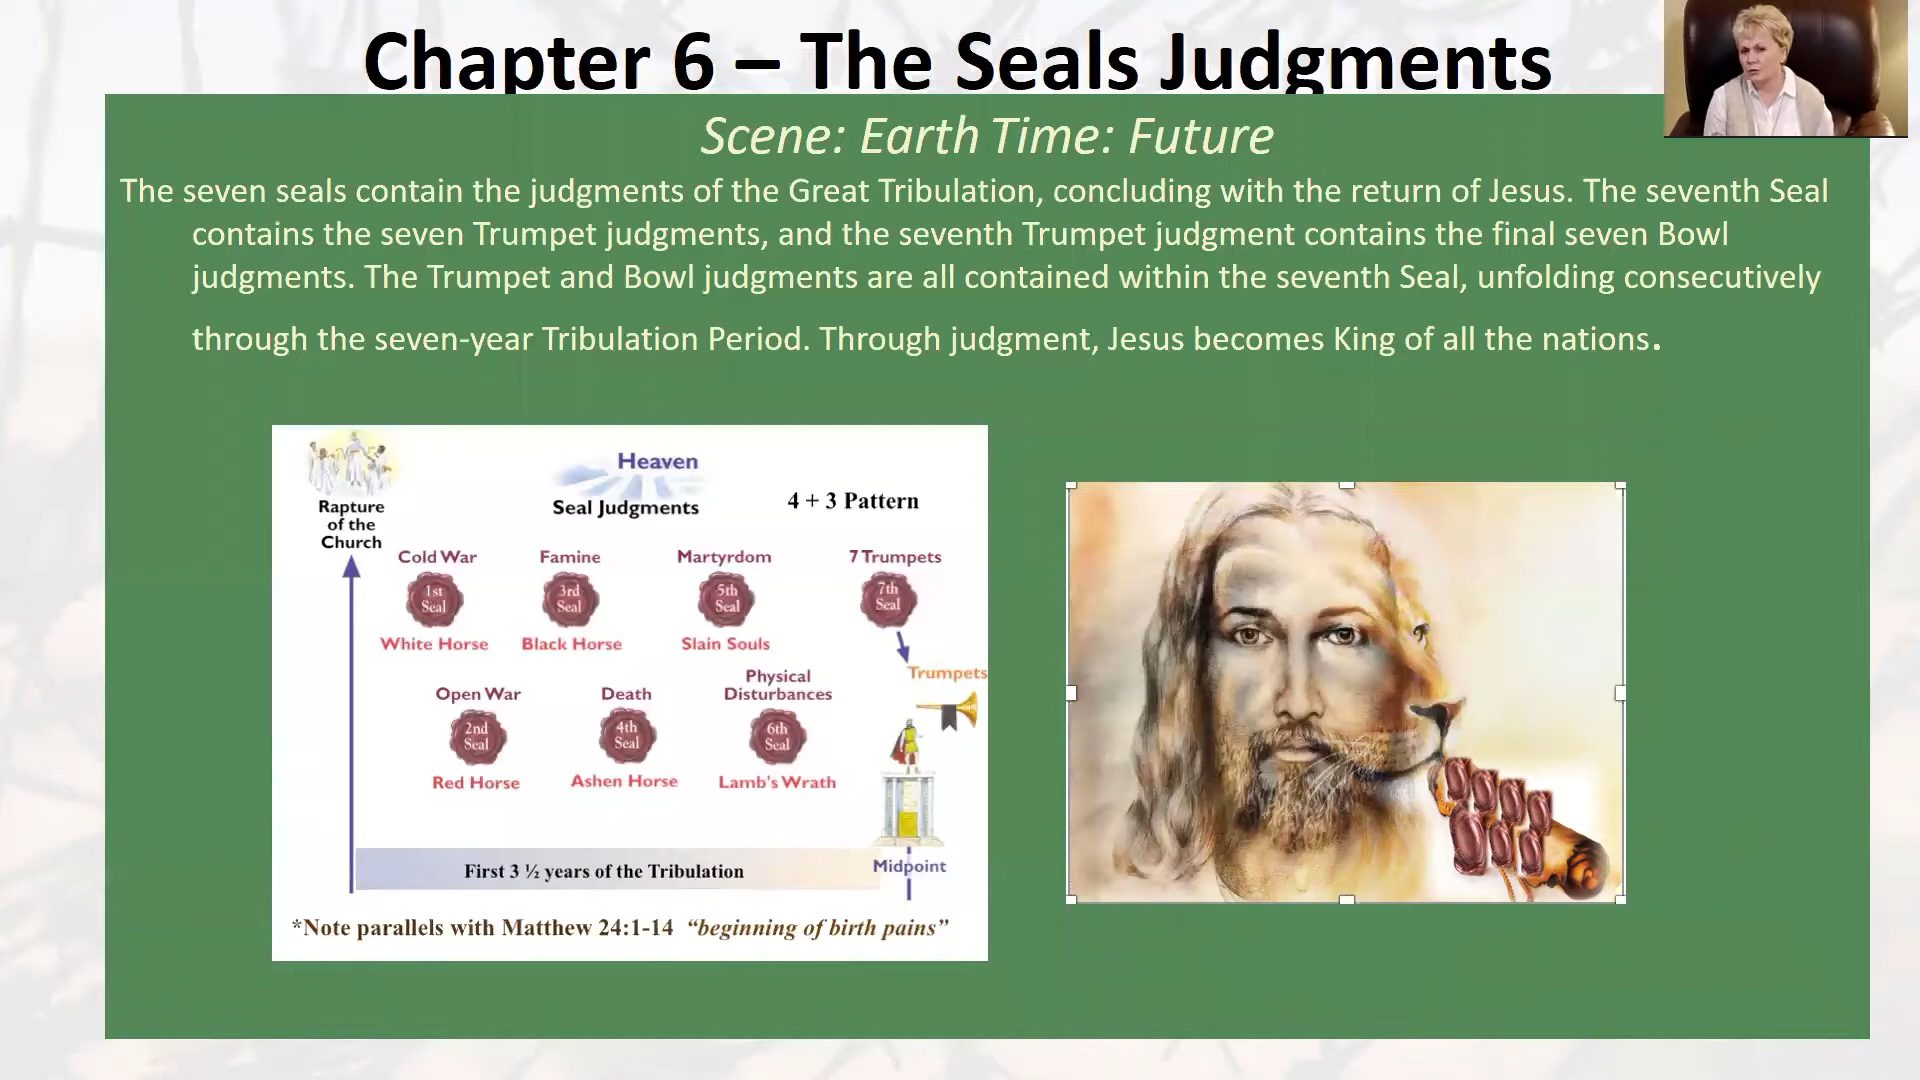 Chapter 6 – The Seals Judgments
Scene: Earth Time: Future
The seven seals contain the judgments of the Great Tribulation, concluding with the return of Jesus. The seventh Seal
contains the seven Trumpet judgments, and the seventh Trumpet judgment contains the final seven Bowl
judgments. The Trumpet and Bowl judgments are all contained within the seventh Seal, unfolding consecutively
through the seven-year Tribulation Period. Through judgment, Jesus becomes King of all the nations.
Heaven
Seal Judgments
4 + 3 Pattern
Rapture
of the
Church
Cold War
1st
Seal
White Horse
Famine
3rd
Seal
Black Horse
Martyrdom
5th
Seal
Slain Souls
7 Trumpets
7th
Seal
Trumpets
Open War
2nd
Seal
Red Horse
Death
4th
Seal
Ashen Horse
Physical
Disturbances
6th
Seal
Lamb's Wrath
First 3 ½ years of the Tribulation
Midpoint
*Note parallels with Matthew 24:1-14 “beginning of birth pains”